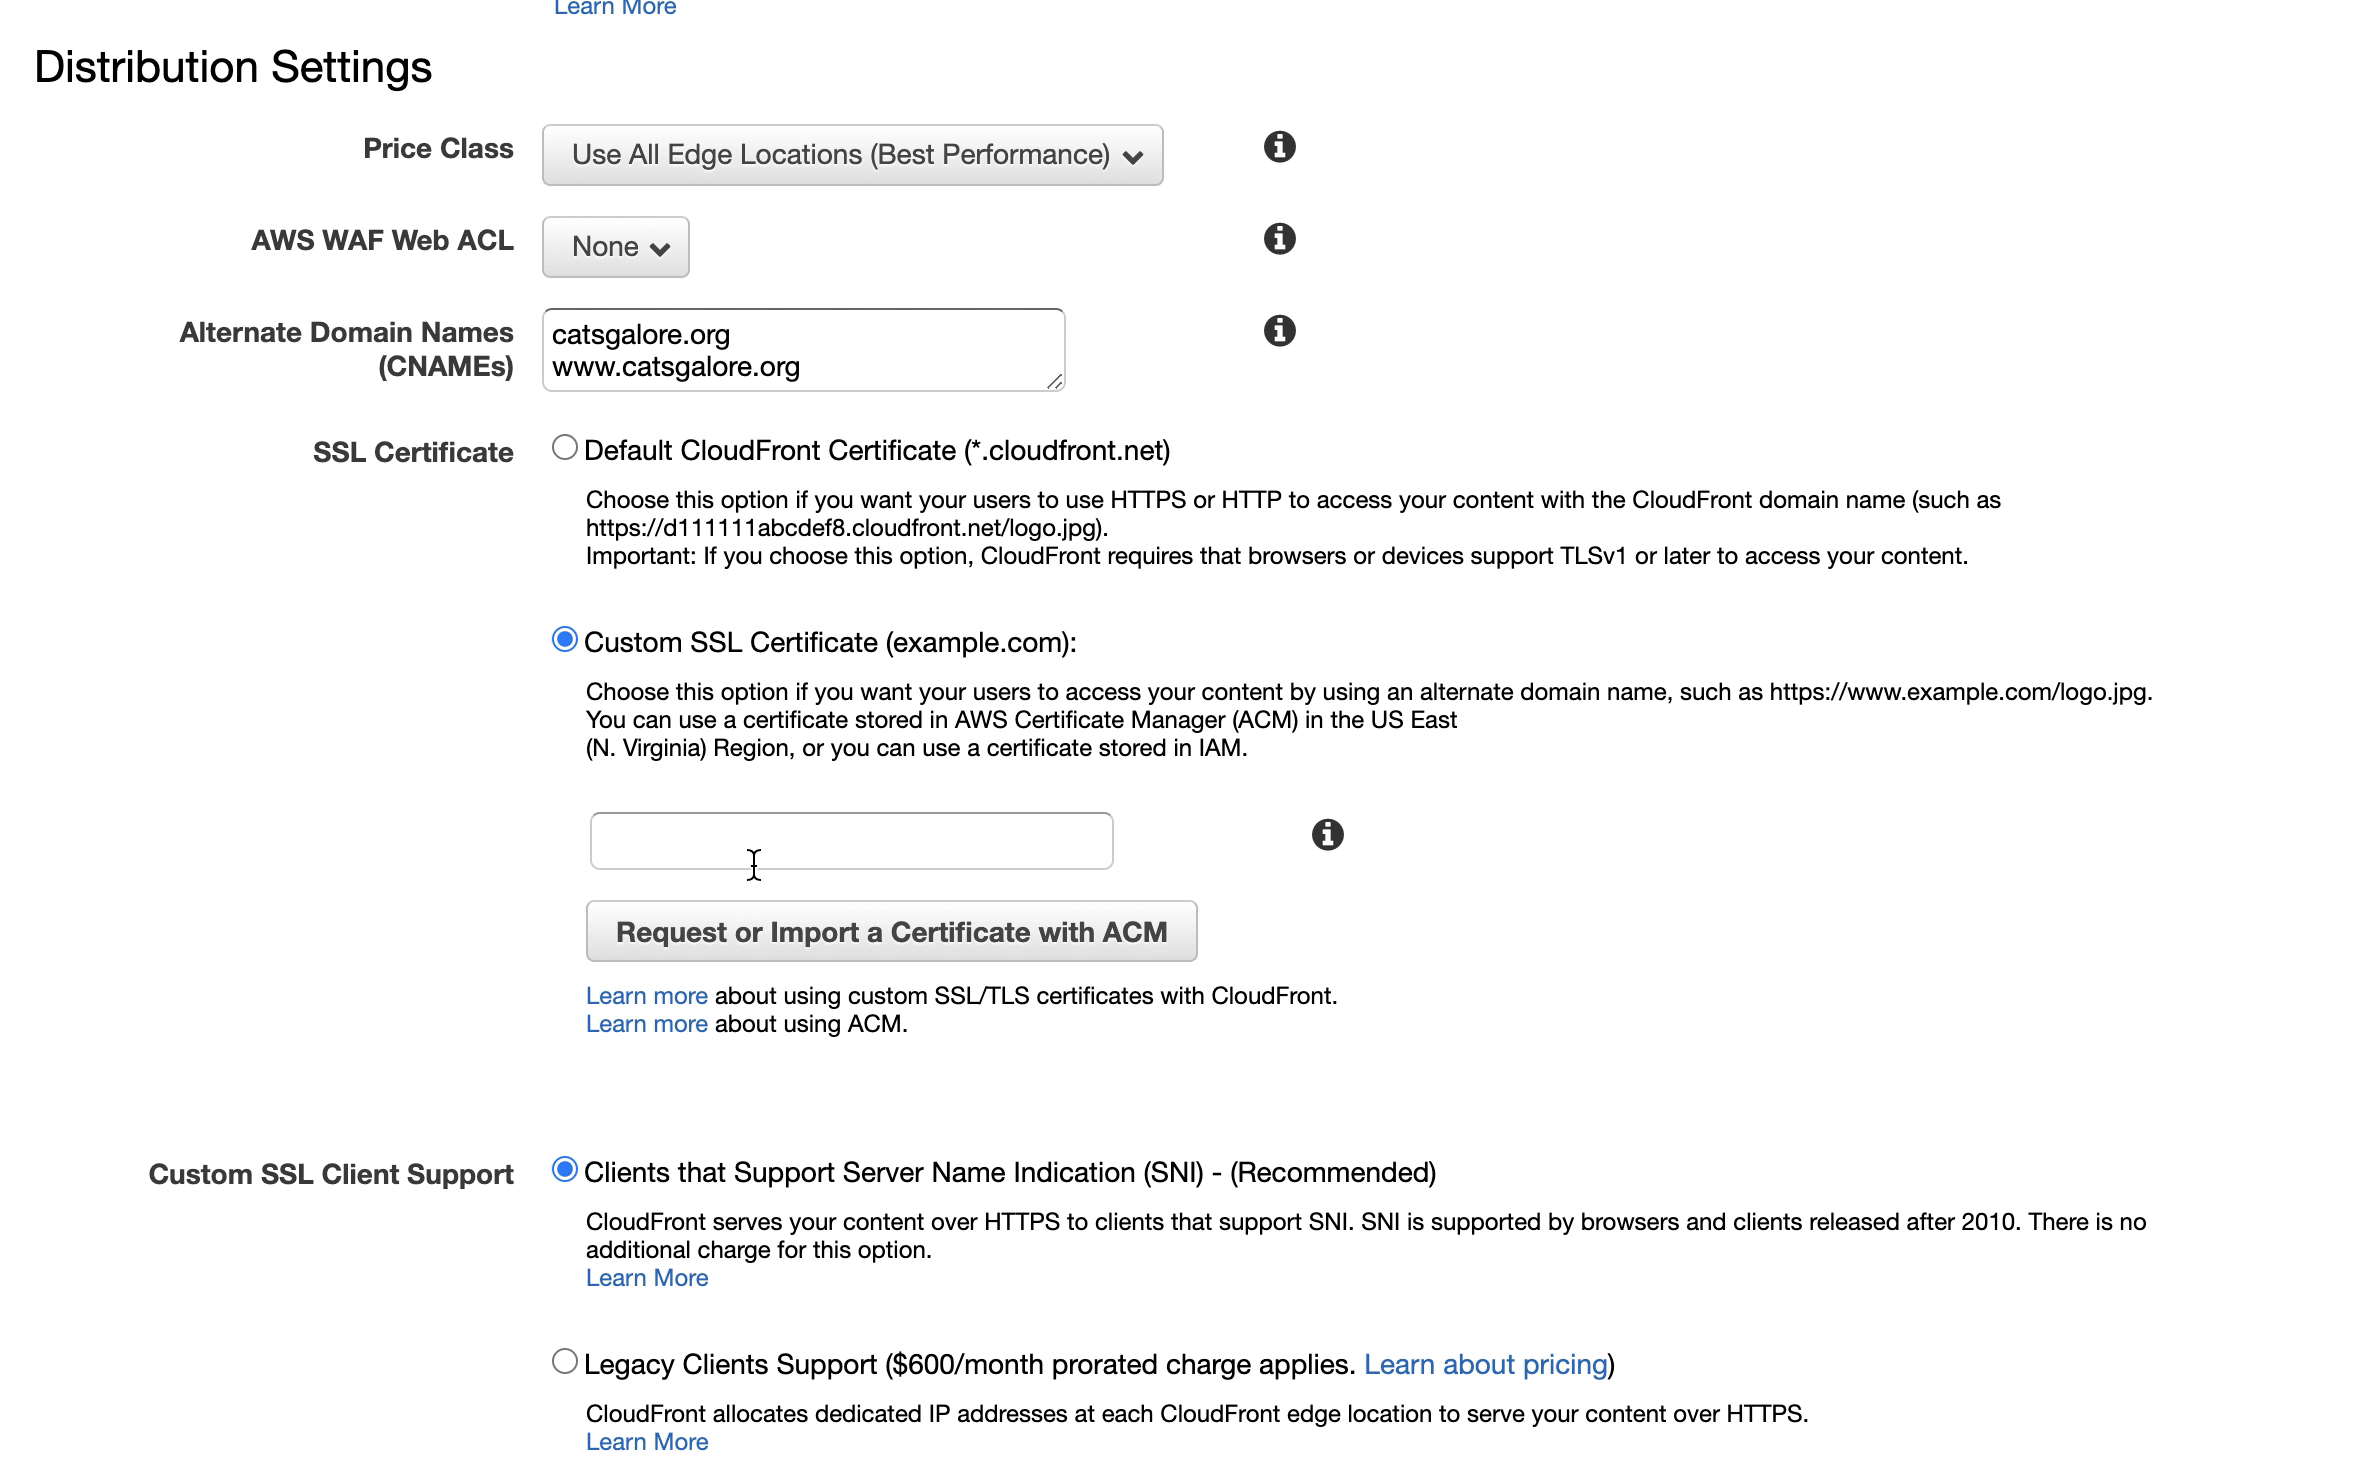 Learn More
Distribution Settings
Price Class
Use All Edge Locations (Best Performance)
AWS WAF Web ACL
None
Alternate Domain Names
(CNAMEs)
catsgalore.org
www.catsgalore.org
SSL Certificate
Default CloudFront Certificate (*.cloudfront.net)
Choose this option if you want your users to use HTTPS or HTTP to access your content with the CloudFront domain name (such as
https://d111111abcdef8.cloudfront.net/logo.jpg).
Important: If you choose this option, CloudFront requires that browsers or devices support TLSv1 or later to access your content.
Custom SSL Certificate (example.com):
Choose this option if you want your users to access your content by using an alternate domain name, such as https://www.example.com/logo.jpg.
You can use a certificate stored in AWS Certificate Manager (ACM) in the US East
(N. Virginia) Region, or you can use a certificate stored in IAM.
Request or Import a Certificate with ACM
Learn more about using custom SSL/TLS certificates with CloudFront.
Learn more about using ACM.
Custom SSL Client Support
Clients that Support Server Name Indication (SNI) - (Recommended)
CloudFront serves your content over HTTPS to clients that support SNI. SNI is supported by browsers and clients released after 2010. There is no
additional charge for this option.
Learn More
Legacy Clients Support ($600/month prorated charge applies. Learn about pricing)
CloudFront allocates dedicated IP addresses at each CloudFront edge location to serve your content over HTTPS.
Learn More